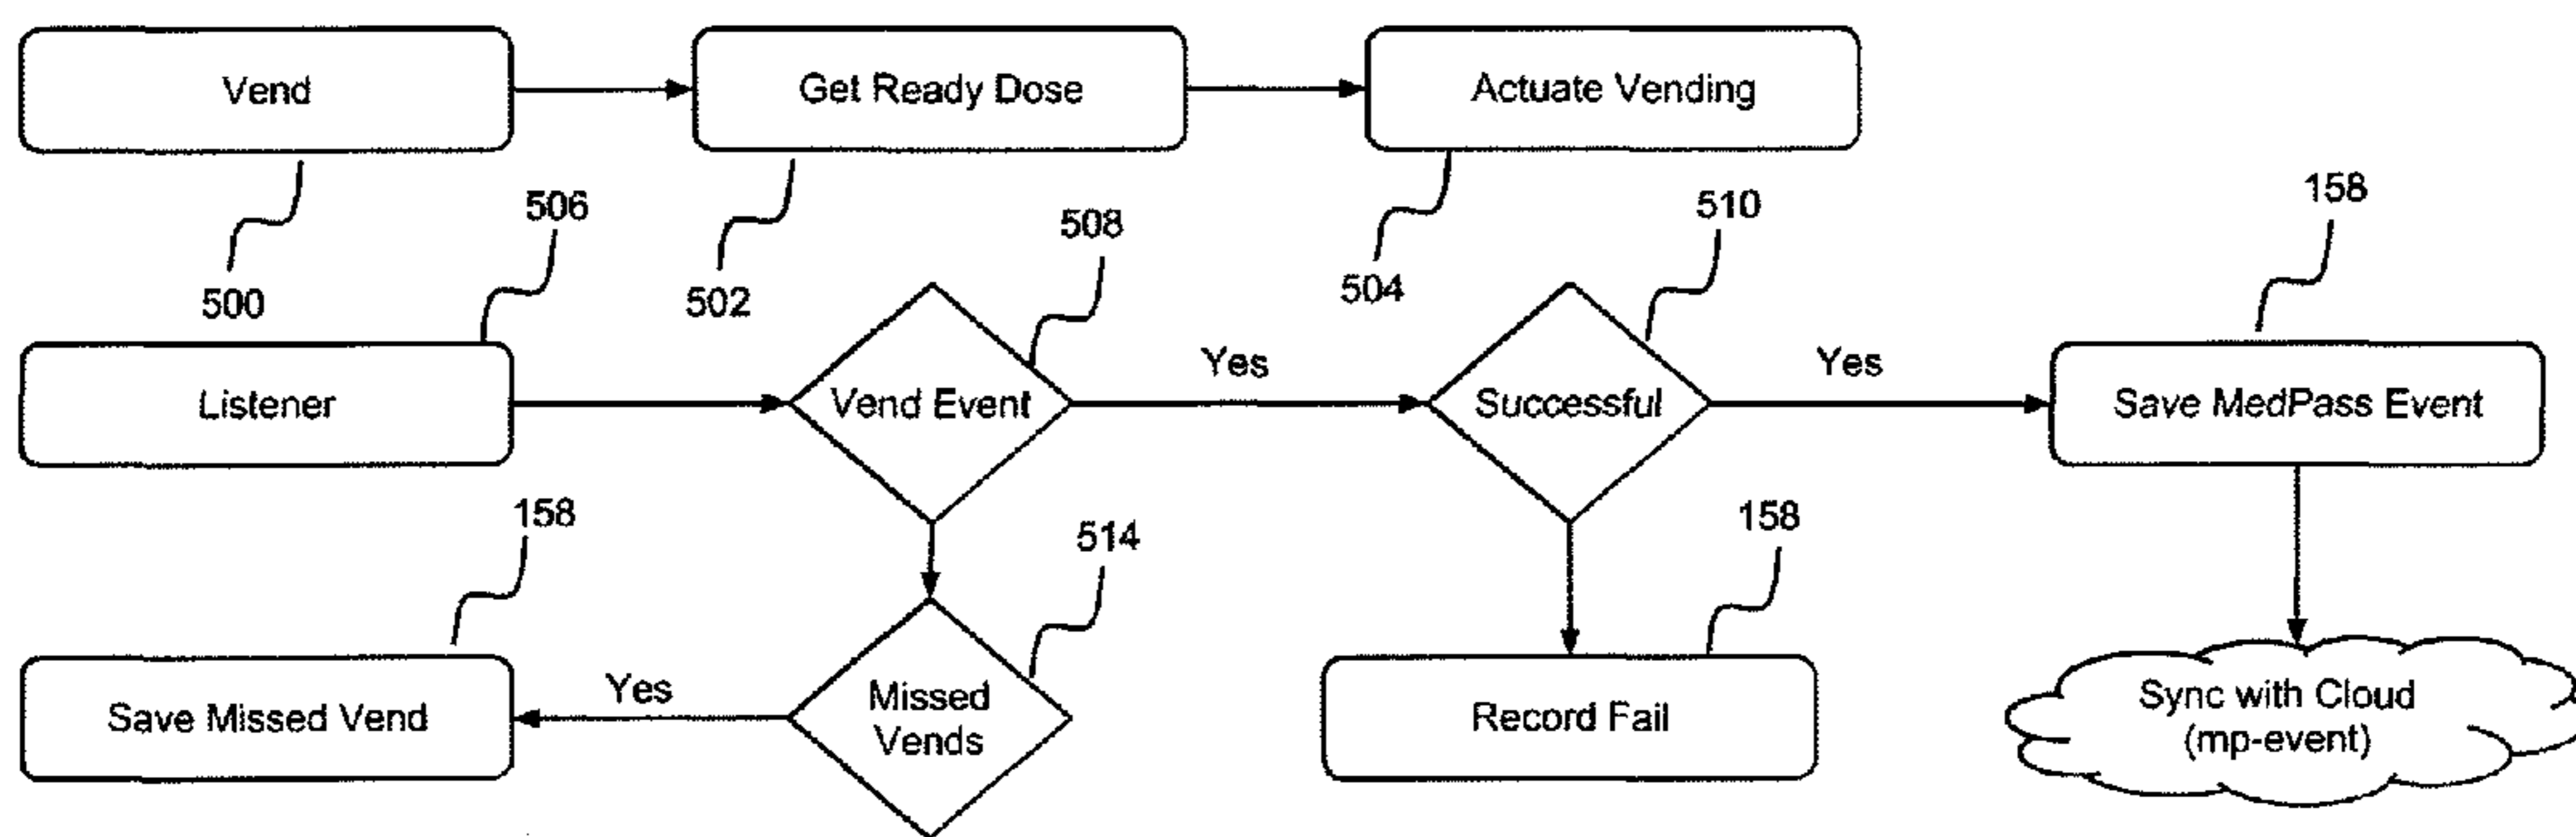 Vend
Get Ready Dose
Actuate Vending
500
506
502
508
504
510
158
Listener
Vend Event
Yes
Successful
Yes
Save MedPass Event
158
514
158
Save Missed Vend
Yes
Missed
Vends
Record Fail
Sync with Cloud
(mp-event)